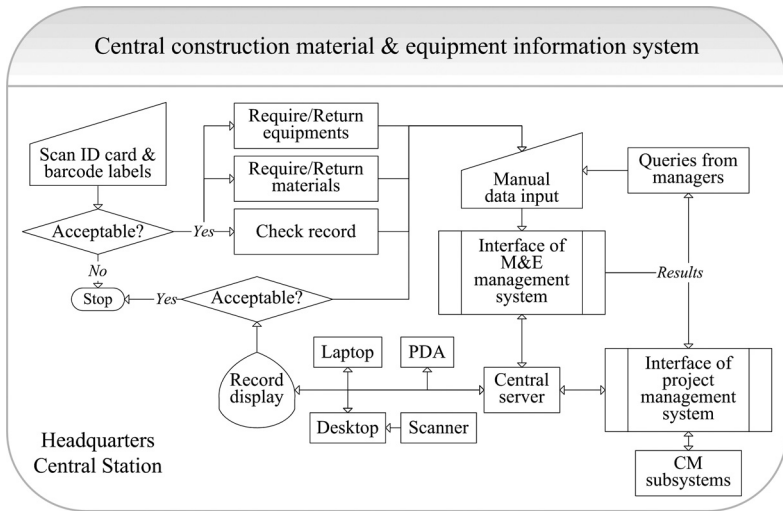 Central construction material & equipment information system
Scan ID card &
barcode labels
Require/Return
equipments
Require/Return
materials
Check record
Acceptable?
Yes
No
Stop
Yes
Acceptable?
Manual
data input
Queries from
managers
Interface of
M&E
management
system
Results
Laptop
PDA
Record
display
Desktop
Scanner
Central
server
Interface of
project
management
system
CM
subsystems
Headquarters
Central Station